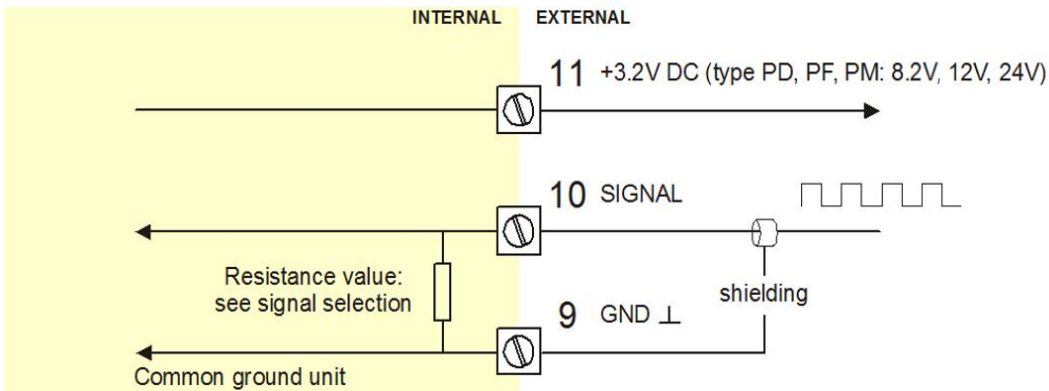 INTERNAL EXTERNAL
11 +3.2V DC (type PD, PF, PM: 8.2V, 12V, 24V)
10 SIGNAL
Resistance value:
see signal selection
shielding
9 GND ⊥
Common ground unit